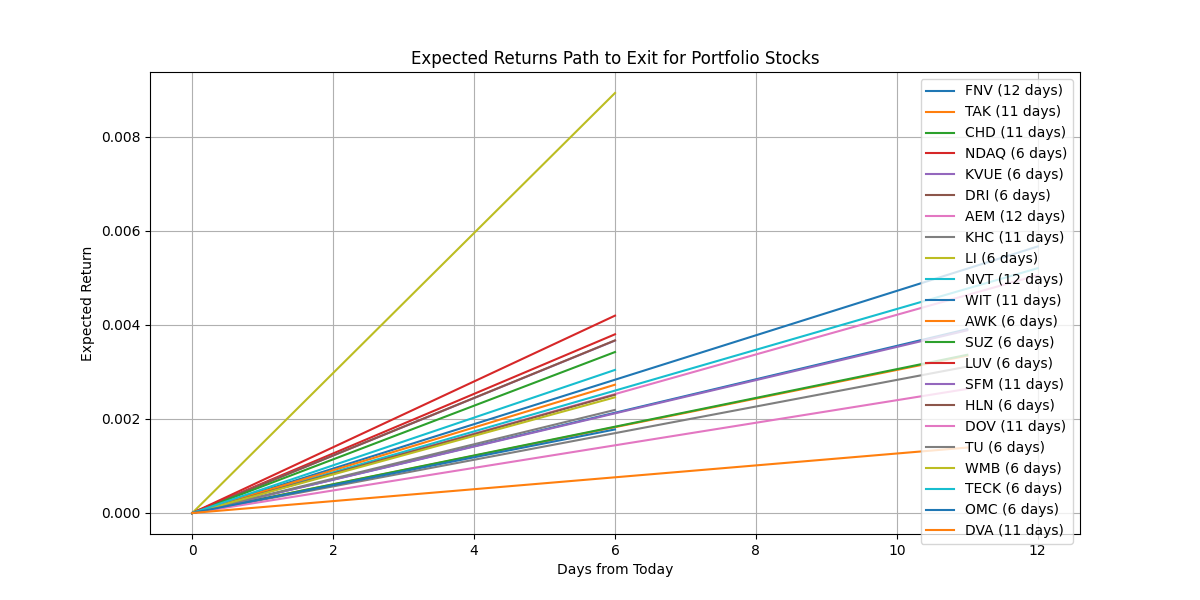 Expected Returns Path to Exit for Portfolio Stocks
Expected Return
0.008
0.006
0.004
0.002
0.000
0 2 4 6 8 10 12
Days from Today
FNV (12 days)
TAK (11 days)
CHD (11 days)
NDAQ (6 days)
KVUE (6 days)
DRI (6 days)
AEM (12 days)
KHC (11 days)
LI (6 days)
NVT (12 days)
WIT (11 days)
AWK (6 days)
SUZ (6 days)
LUV (6 days)
SFM (11 days)
HLN (6 days)
DOV (11 days)
TU (6 days)
WMB (6 days)
TECK (6 days)
OMC (6 days)
DVA (11 days)